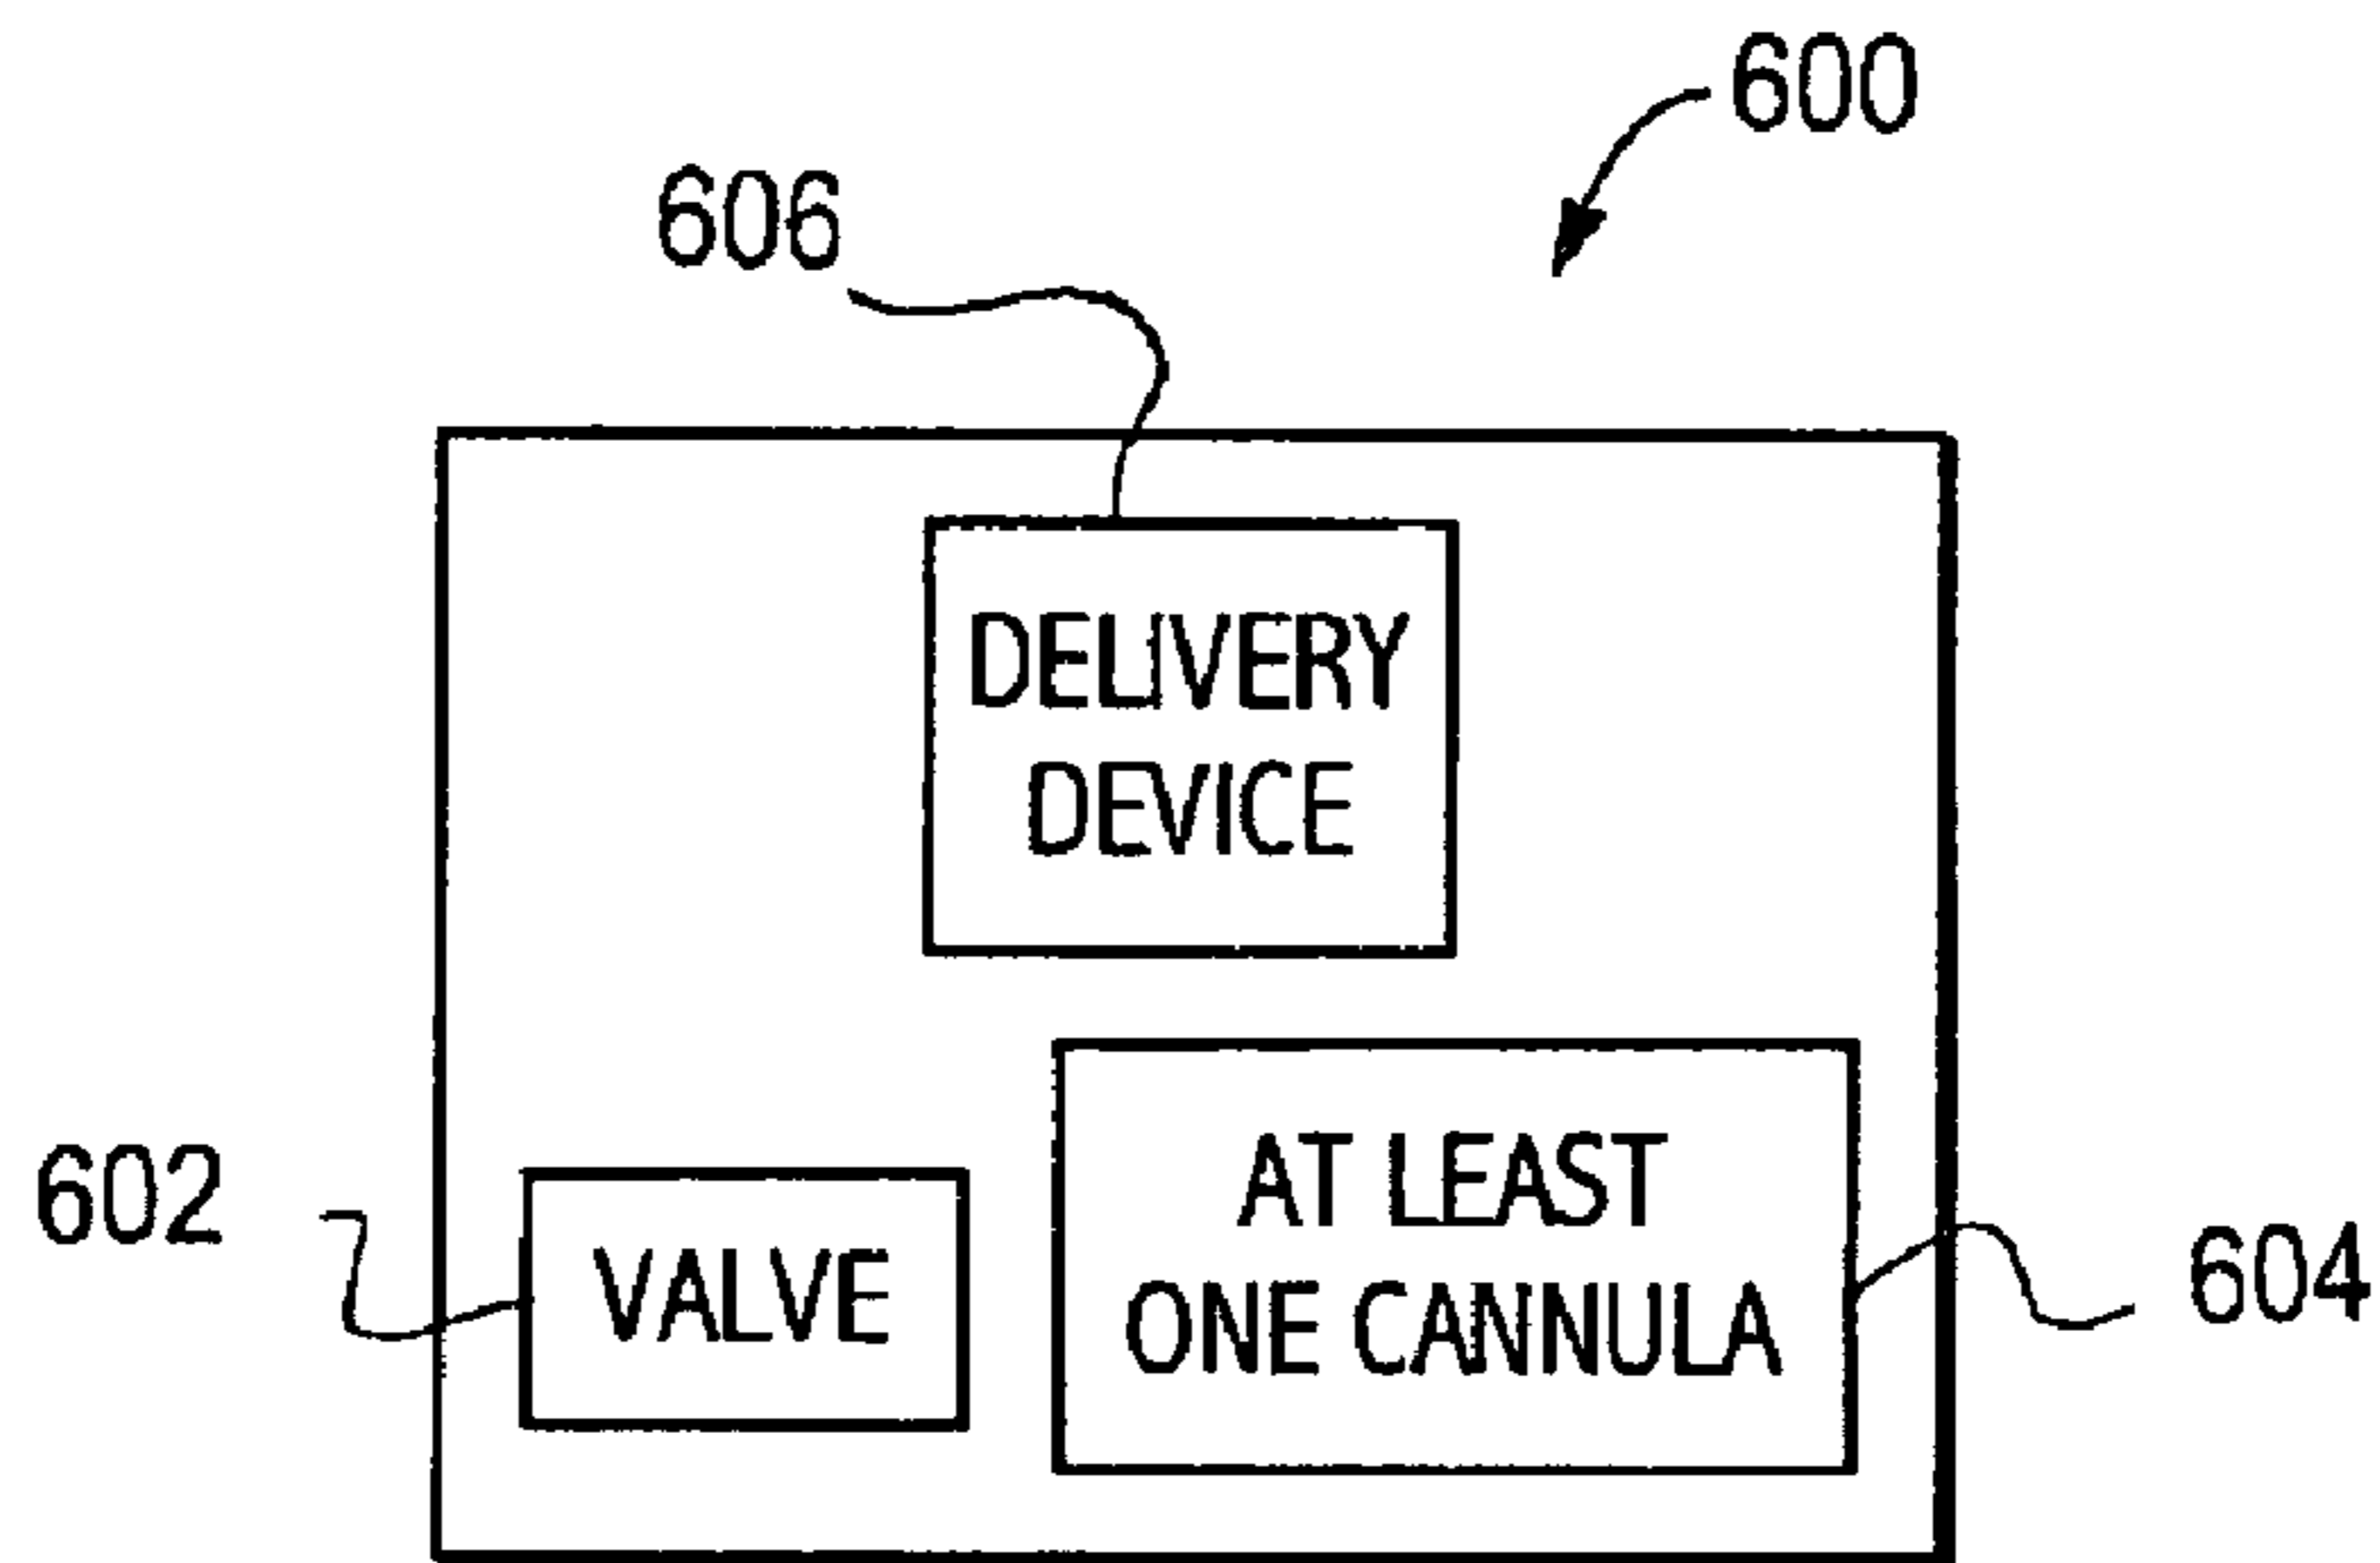 600
606
DELIVERY
DEVICE
602
VALVE
AT LEAST
ONE CANNULA
604